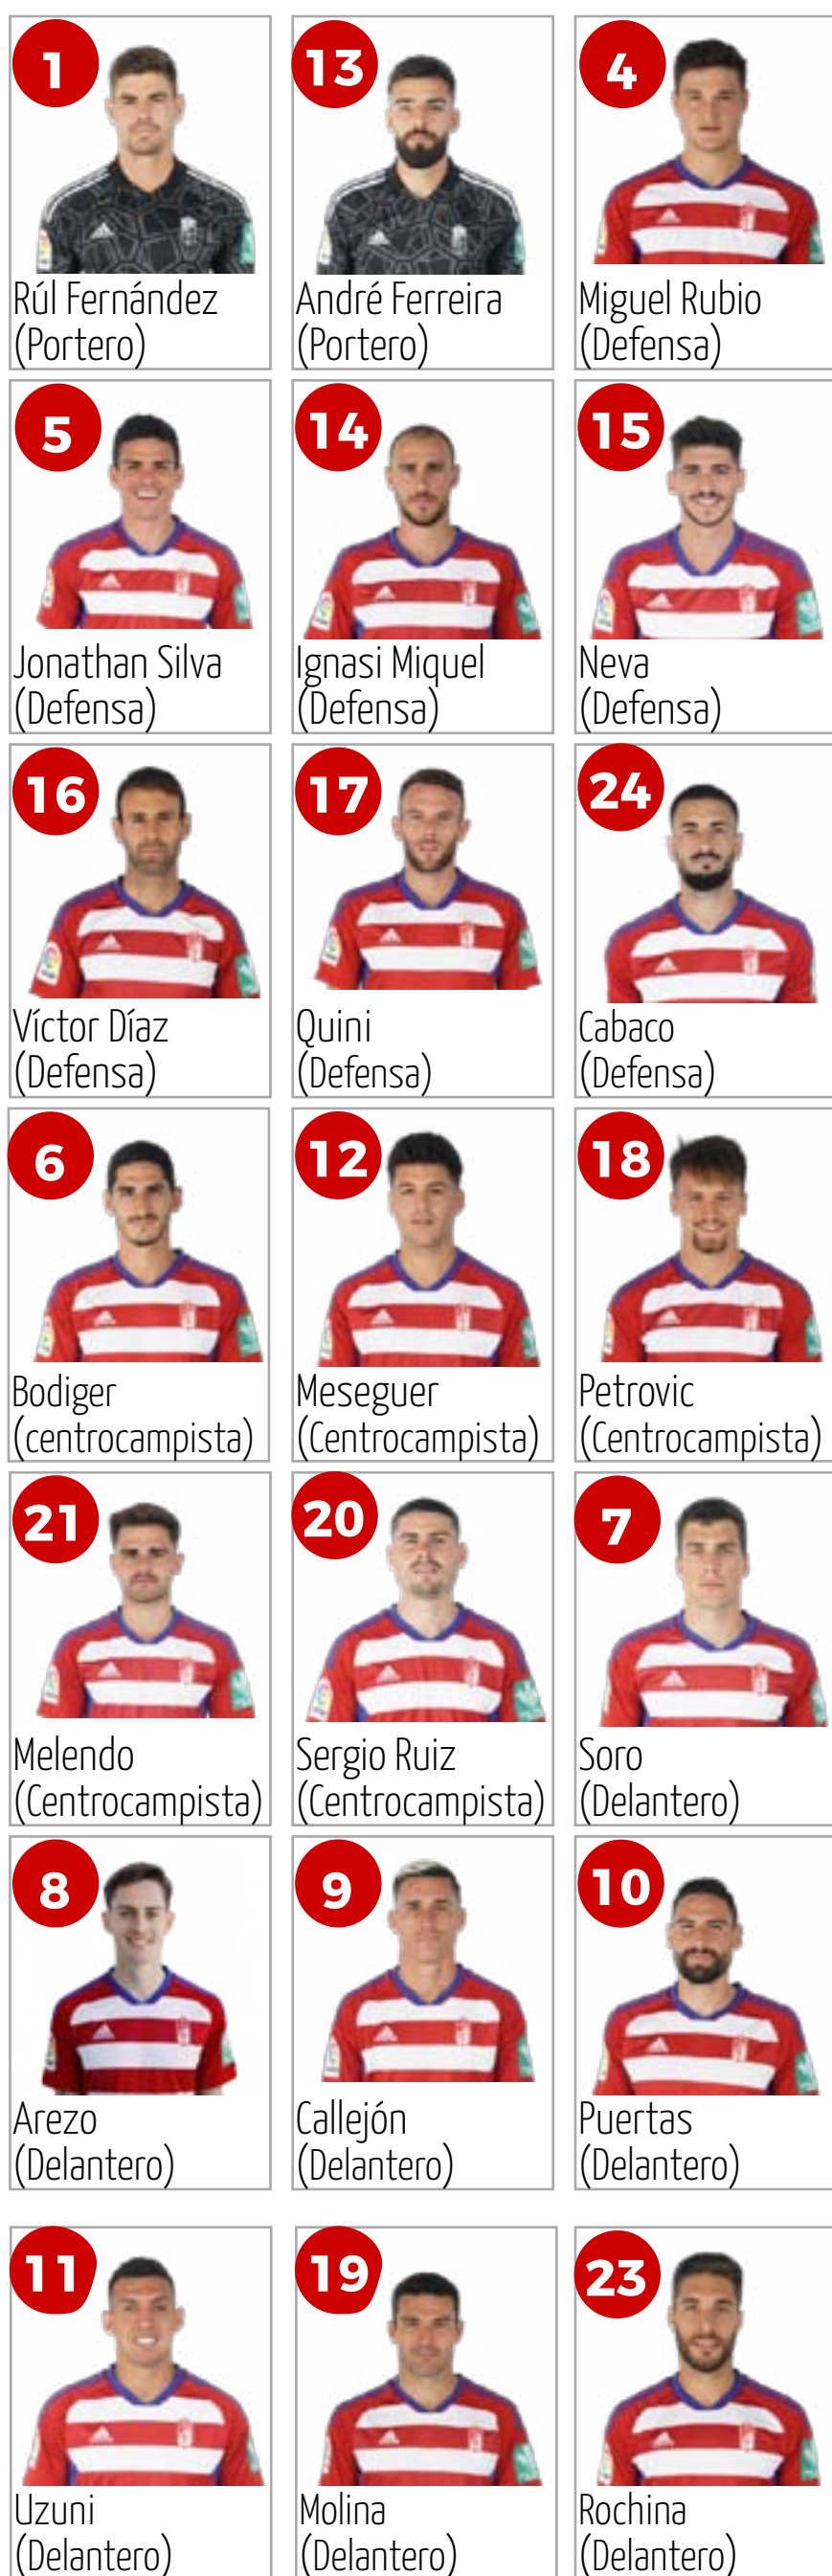 1
Rúl Fernández
(Portero)
13
André Ferreira
(Portero)
4
Miguel Rubio
(Defensa)
5
Jonathan Silva
(Defensa)
14
Ignasi Miquel
(Defensa)
15
Neva
(Defensa)
16
Víctor Díaz
(Defensa)
17
Quini
(Defensa)
24
Cabaco
(Defensa)
6
Bodiger
(centrocampista)
12
Meseguer
(Centrocampista)
18
Petrovic
(Centrocampista)
21
Melendo
(Centrocampista)
20
Sergio Ruiz
(Centrocampista)
7
Soro
(Delantero)
8
Arezo
(Delantero)
9
Callejón
(Delantero)
10
Puertas
(Delantero)
11
Uzuni
(Delantero)
19
Molina
(Delantero)
23
Rochina
(Delantero)